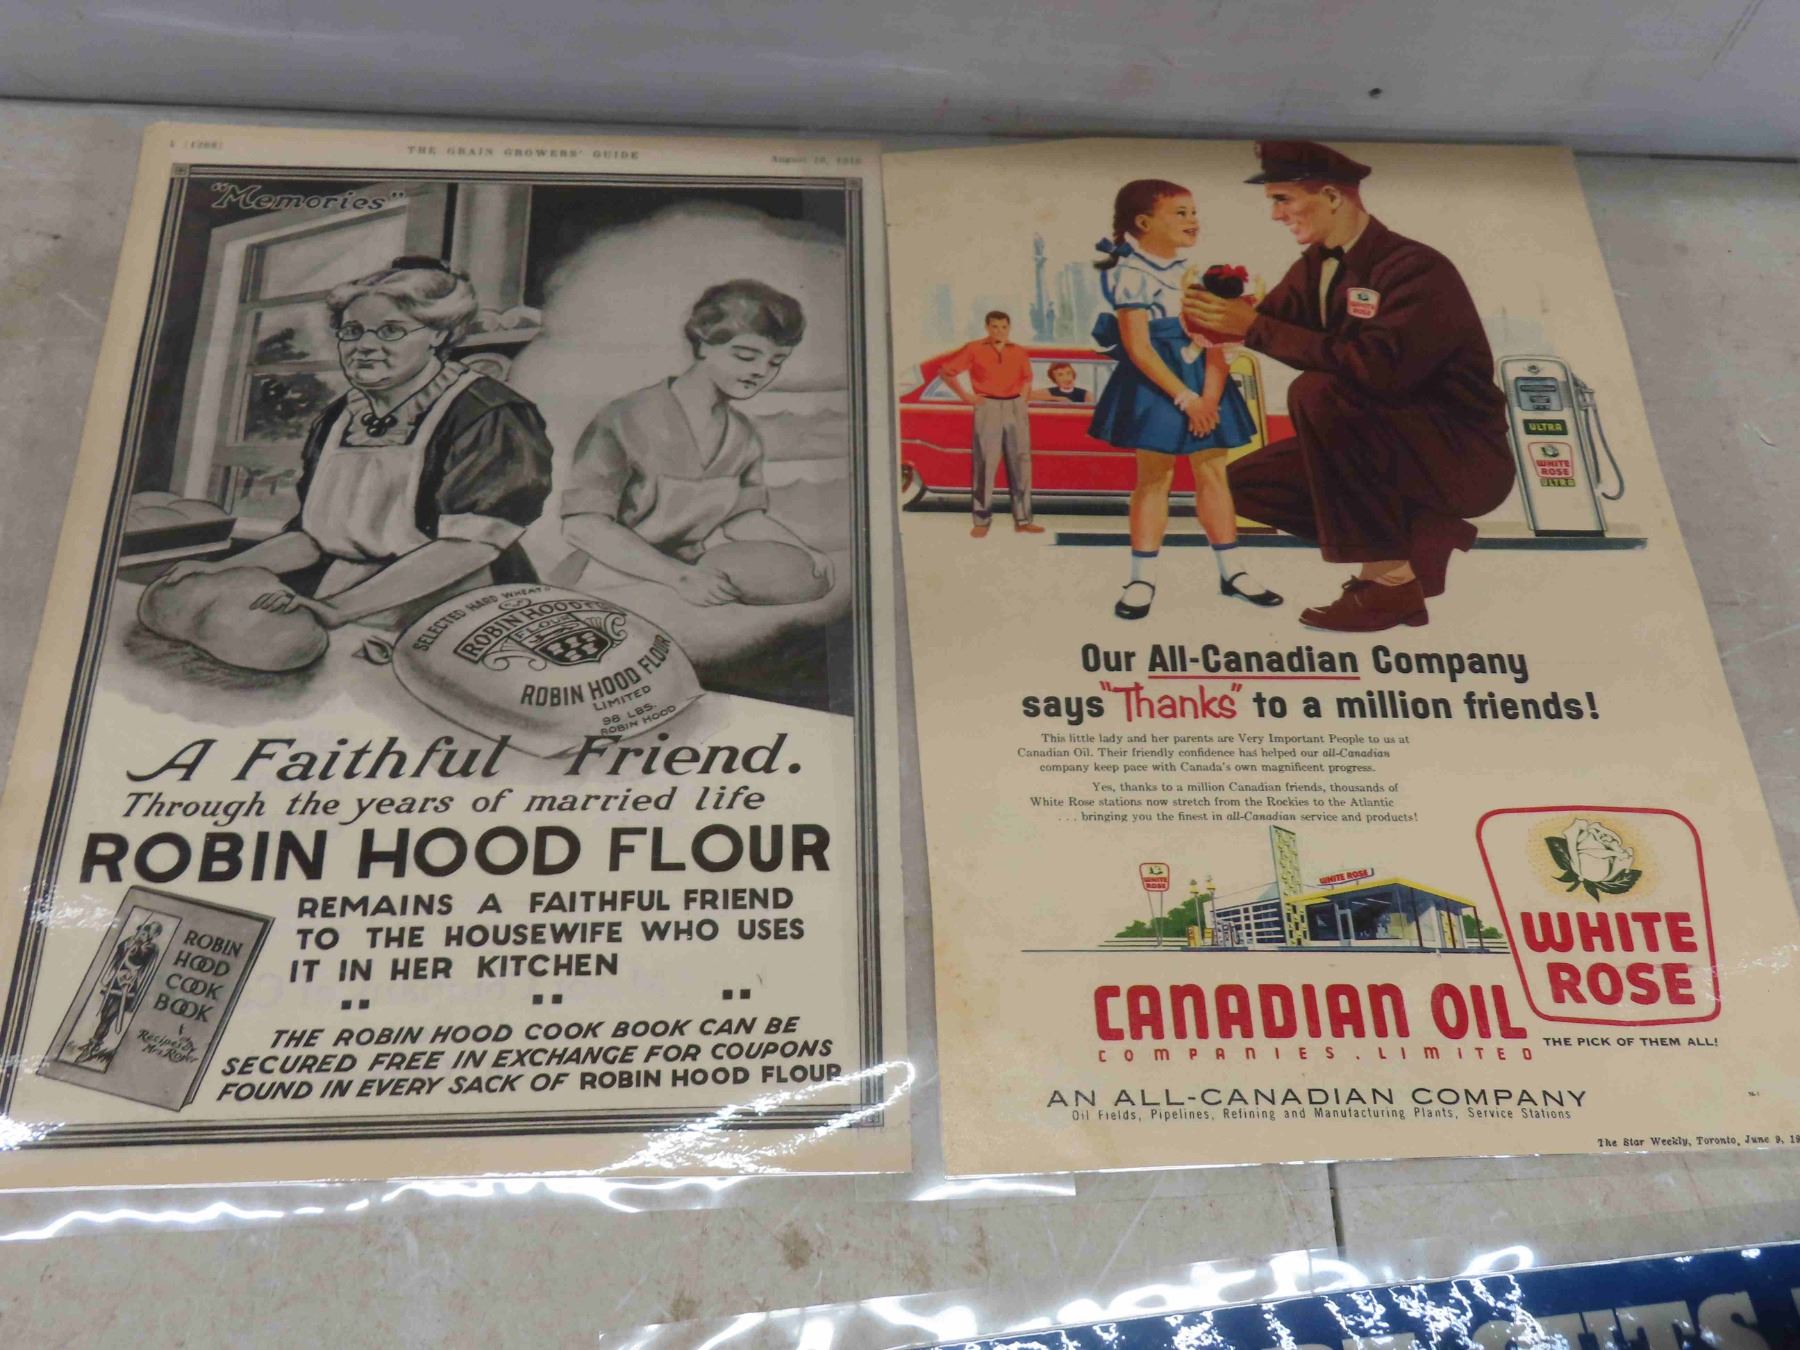 THE GRAIN GROWERS' GUIDE
"Memories"
SELECTED HARD WHEAT
ROBIN HOOD
FLOUR
ROBIN HOOD FLOUR
LIMITED
98 LBS.
ROBIN HOOD
A Faithful Friend.
Through the years of married life
ROBIN HOOD FLOUR
REMAINS A FAITHFUL FRIEND
TO THE HOUSEWIFE WHO USES
IT IN HER KITCHEN
THE ROBIN HOOD COOK BOOK CAN BE
SECURED FREE IN EXCHANGE FOR COUPONS
FOUND IN EVERY SACK OF ROBIN HOOD FLOUR
ROBIN
HOOD
COOK
BOOK
Recipes by
Mrs Rorer
WHITE
ROSE
ULTRA
WHITE
ROSE
ULTRA
Our All-Canadian Company
says "Thanks" to a million friends!
This little lady and her parents are Very Important People to us at
Canadian Oil. Their friendly confidence has helped our all-Canadian
company keep pace with Canada's own magnificent progress.
Yes, thanks to a million Canadian friends, thousands of
White Rose stations now stretch from the Rockies to the Atlantic
. . . bringing you the finest in all-Canadian service and products!
WHITE
ROSE
WHITE ROSE
WHITE
ROSE
CANADIAN OIL
COMPANIES, LIMITED
THE PICK OF THEM ALL!
AN ALL-CANADIAN COMPANY
Oil Fields, Pipelines, Refining and Manufacturing Plants, Service Stations
The Star Weekly, Toronto, June 9, 19